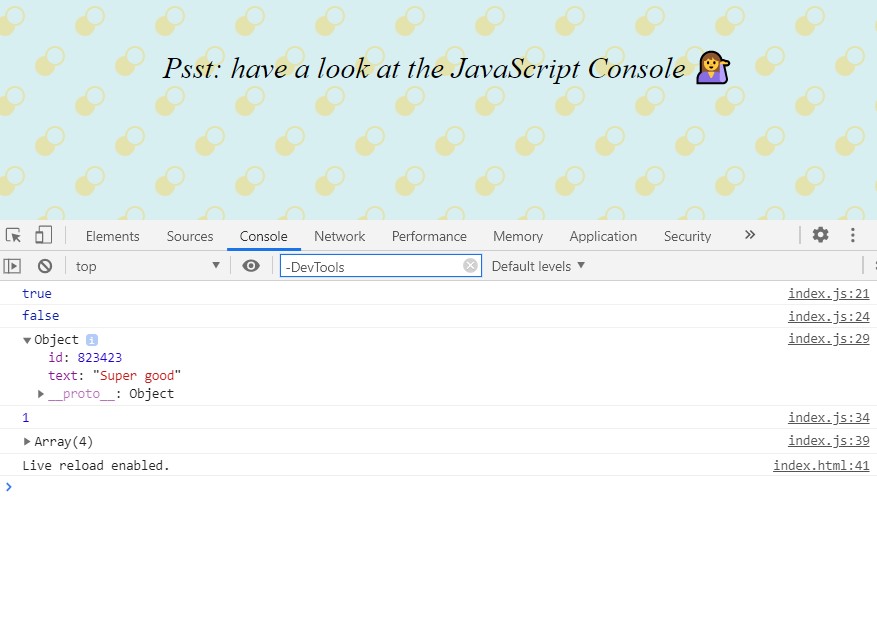 Psst: have a look at the JavaScript Console 💁‍♀️
Elements Sources Console Network Performance Memory Application Security »
top -DevTools Default levels
true index.js:21
false index.js:24
Object i index.js:29
id: 823423
text: "Super good"
__proto__: Object
1 index.js:34
Array(4) index.js:39
Live reload enabled. index.html:41